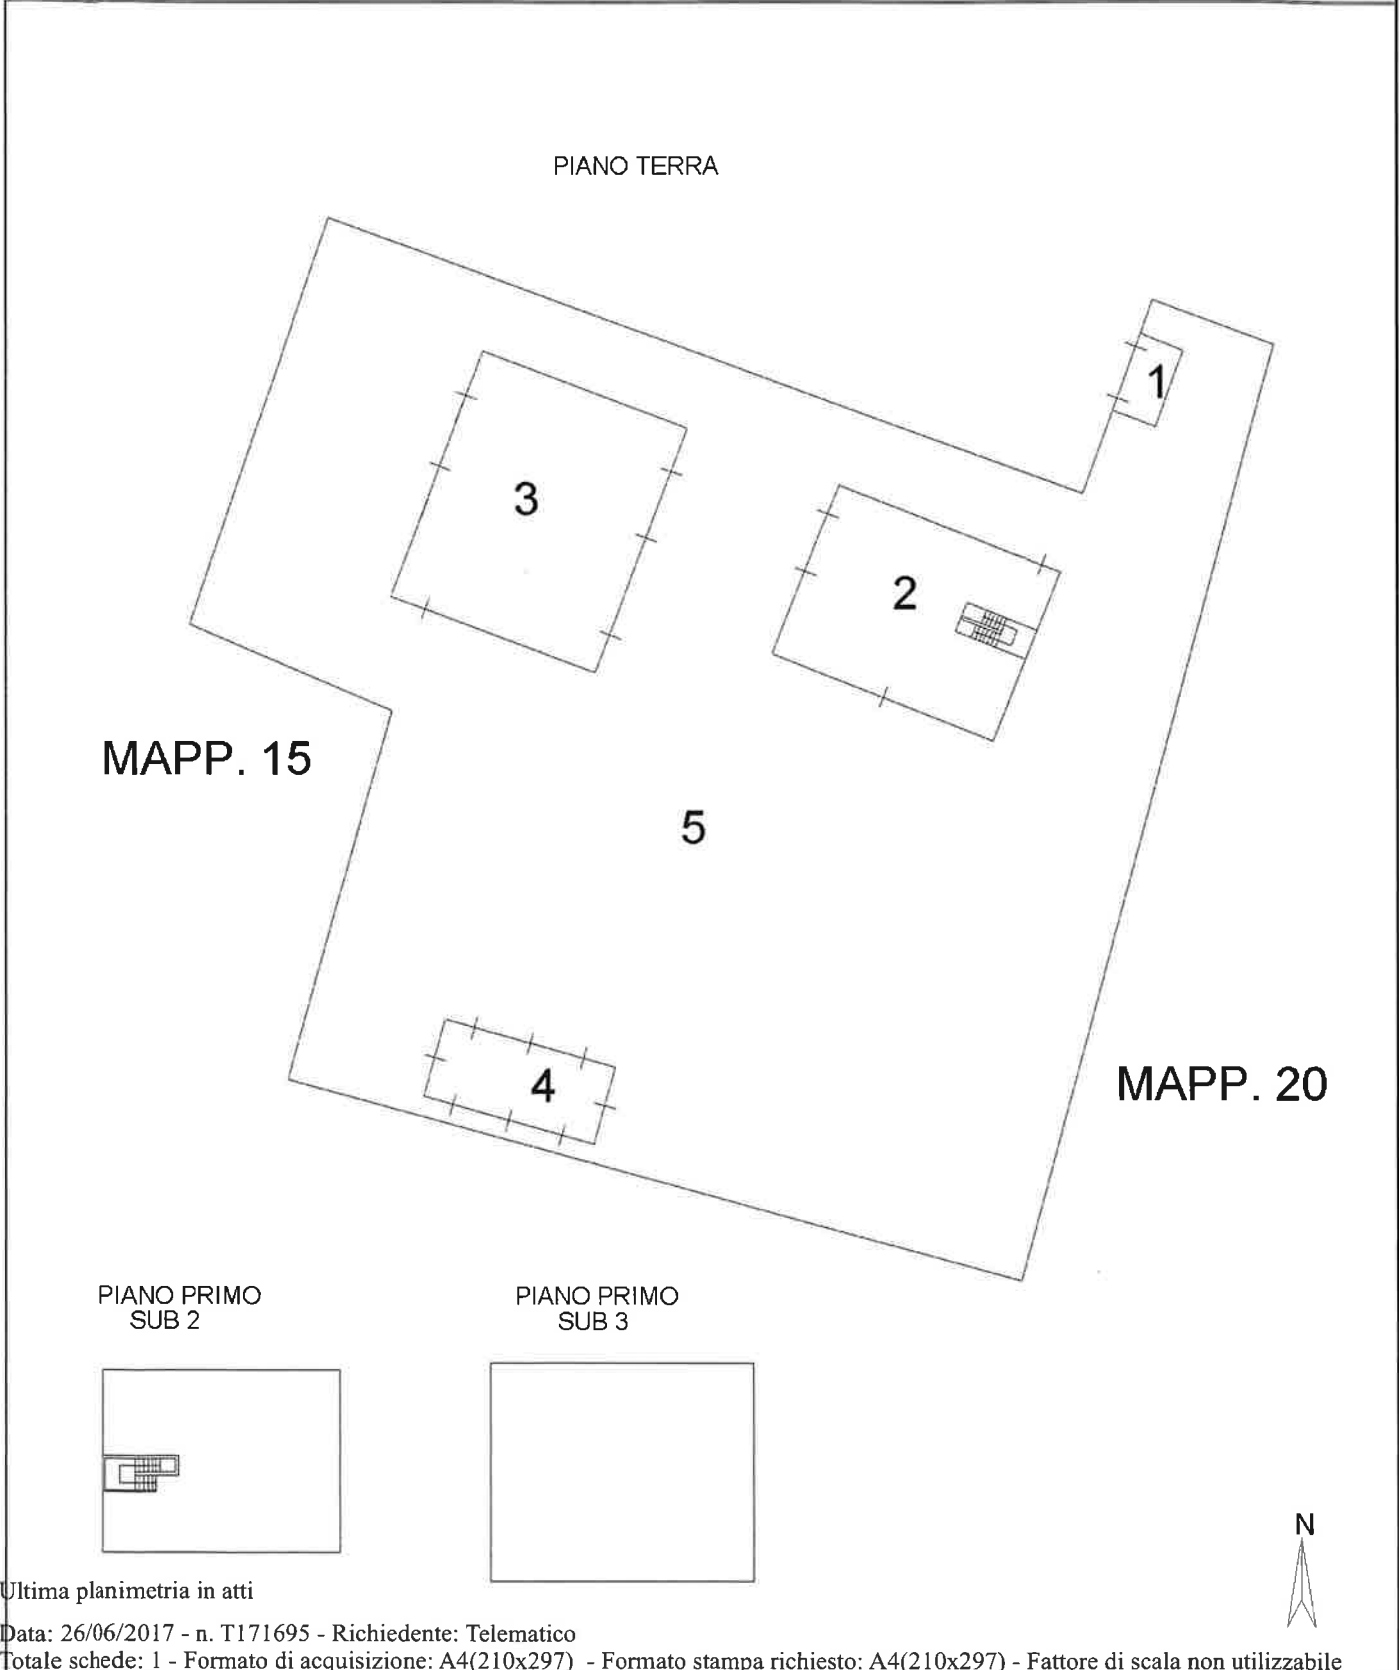 PIANO TERRA
1
3
2
MAPP. 15
5
4
MAPP. 20
PIANO PRIMO
SUB 2
PIANO PRIMO
SUB 3
N
Ultima planimetria in atti
Data: 26/06/2017 - n. T171695 - Richiedente: Telematico
Totale schede: 1 - Formato di acquisizione: A4(210x297) - Formato stampa richiesto: A4(210x297) - Fattore di scala non utilizzabile